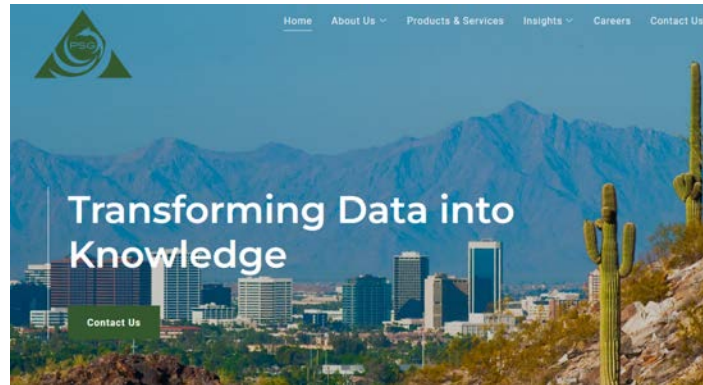 PSG
Home About Us Products & Services Insights Careers Contact Us
Transforming Data into
Knowledge
Contact Us